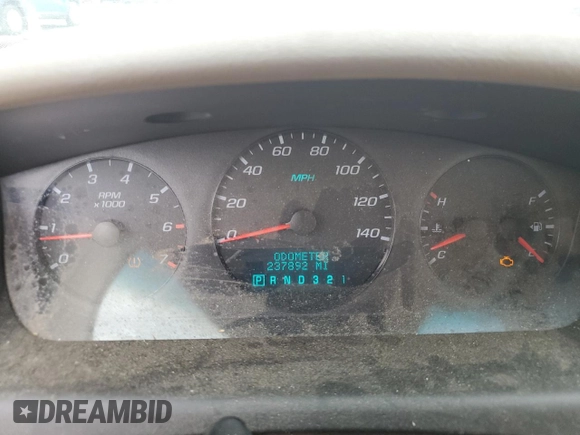 60 80
40 100
20 MPH 120
0 140
3 4
2 5
1 RPM x1000 6
0 7
H F
C E
ODOMETER
237892 MI
P R N D 3 2 1
DREAMBID